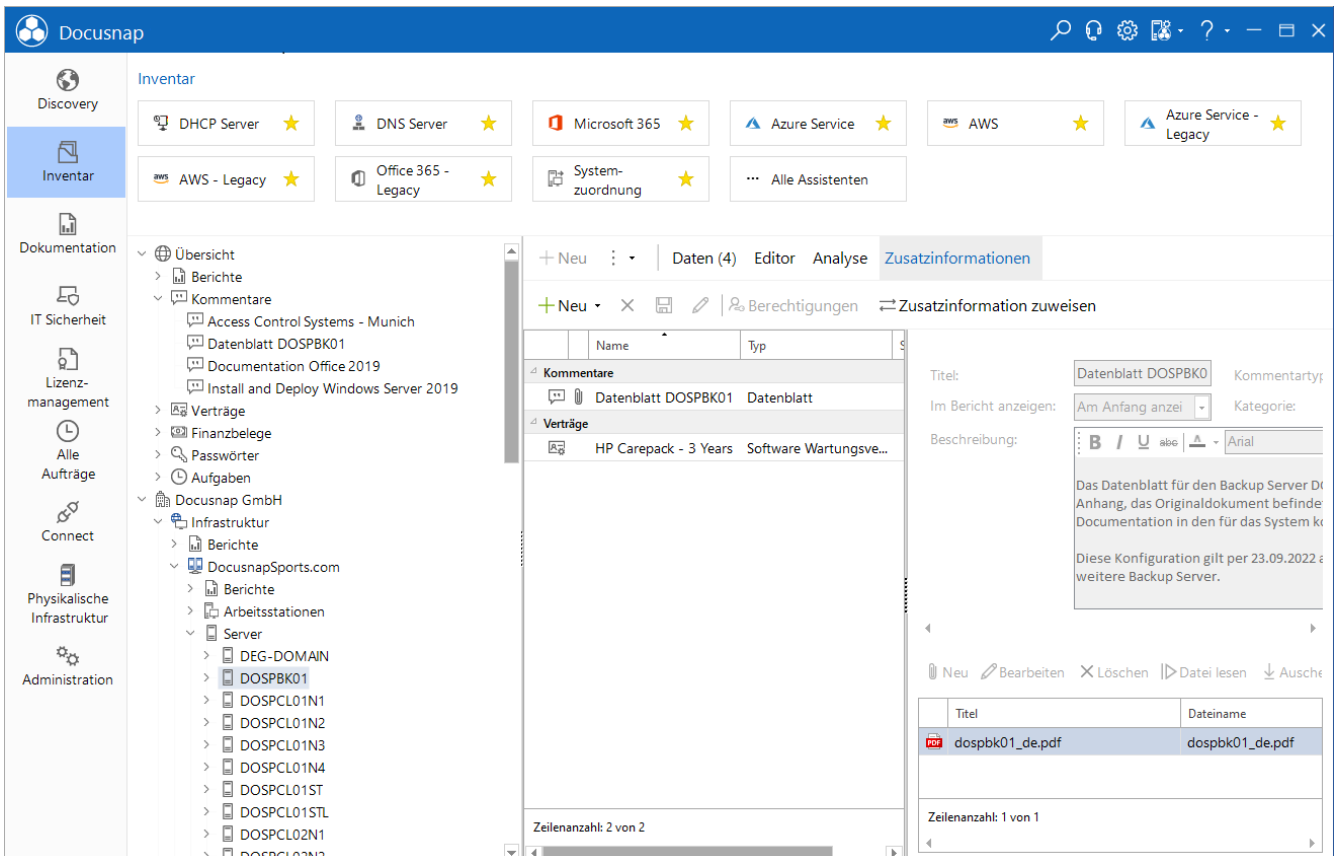 Docusnap
Discovery
Inventar
Dokumentation
IT Sicherheit
Lizenz-
management
Alle
Aufträge
Connect
Physikalische
Infrastruktur
Administration
Inventar
DHCP Server
DNS Server
Microsoft 365
Azure Service
aws AWS
Azure Service -
Legacy
aws AWS - Legacy
Office 365 -
Legacy
System-
zuordnung
Alle Assistenten
Übersicht
Berichte
Kommentare
Access Control Systems - Munich
Datenblatt DOSPBK01
Documentation Office 2019
Install and Deploy Windows Server 2019
Verträge
Finanzbelege
Passwörter
Aufgaben
Docusnap GmbH
Infrastruktur
Berichte
DocusnapSports.com
Berichte
Arbeitsstationen
Server
DEG-DOMAIN
DOSPBK01
DOSPCL01N1
DOSPCL01N2
DOSPCL01N3
DOSPCL01N4
DOSPCL01ST
DOSPCL01STL
DOSPCL02N1
Neu Daten (4) Editor Analyse Zusatzinformationen
Neu Berechtigungen Zusatzinformation zuweisen
Name Typ S
Kommentare
Datenblatt DOSPBK01 Datenblatt
Verträge
HP Carepack - 3 Years Software Wartungsve...
Zeilenanzahl: 2 von 2
Titel: Datenblatt DOSPBK0 Kommentartyp
Im Bericht anzeigen: Am Anfang anzei Kategorie:
Beschreibung: B I U abc A Arial
Das Datenblatt für den Backup Server DO
Anhang, das Originaldokument befinde
Documentation in den für das System ko
Diese Konfiguration gilt per 23.09.2022 a
weitere Backup Server.
Neu Bearbeiten Löschen Datei lesen Ausche
Titel Dateiname
PDF dospbk01_de.pdf dospbk01_de.pdf
Zeilenanzahl: 1 von 1